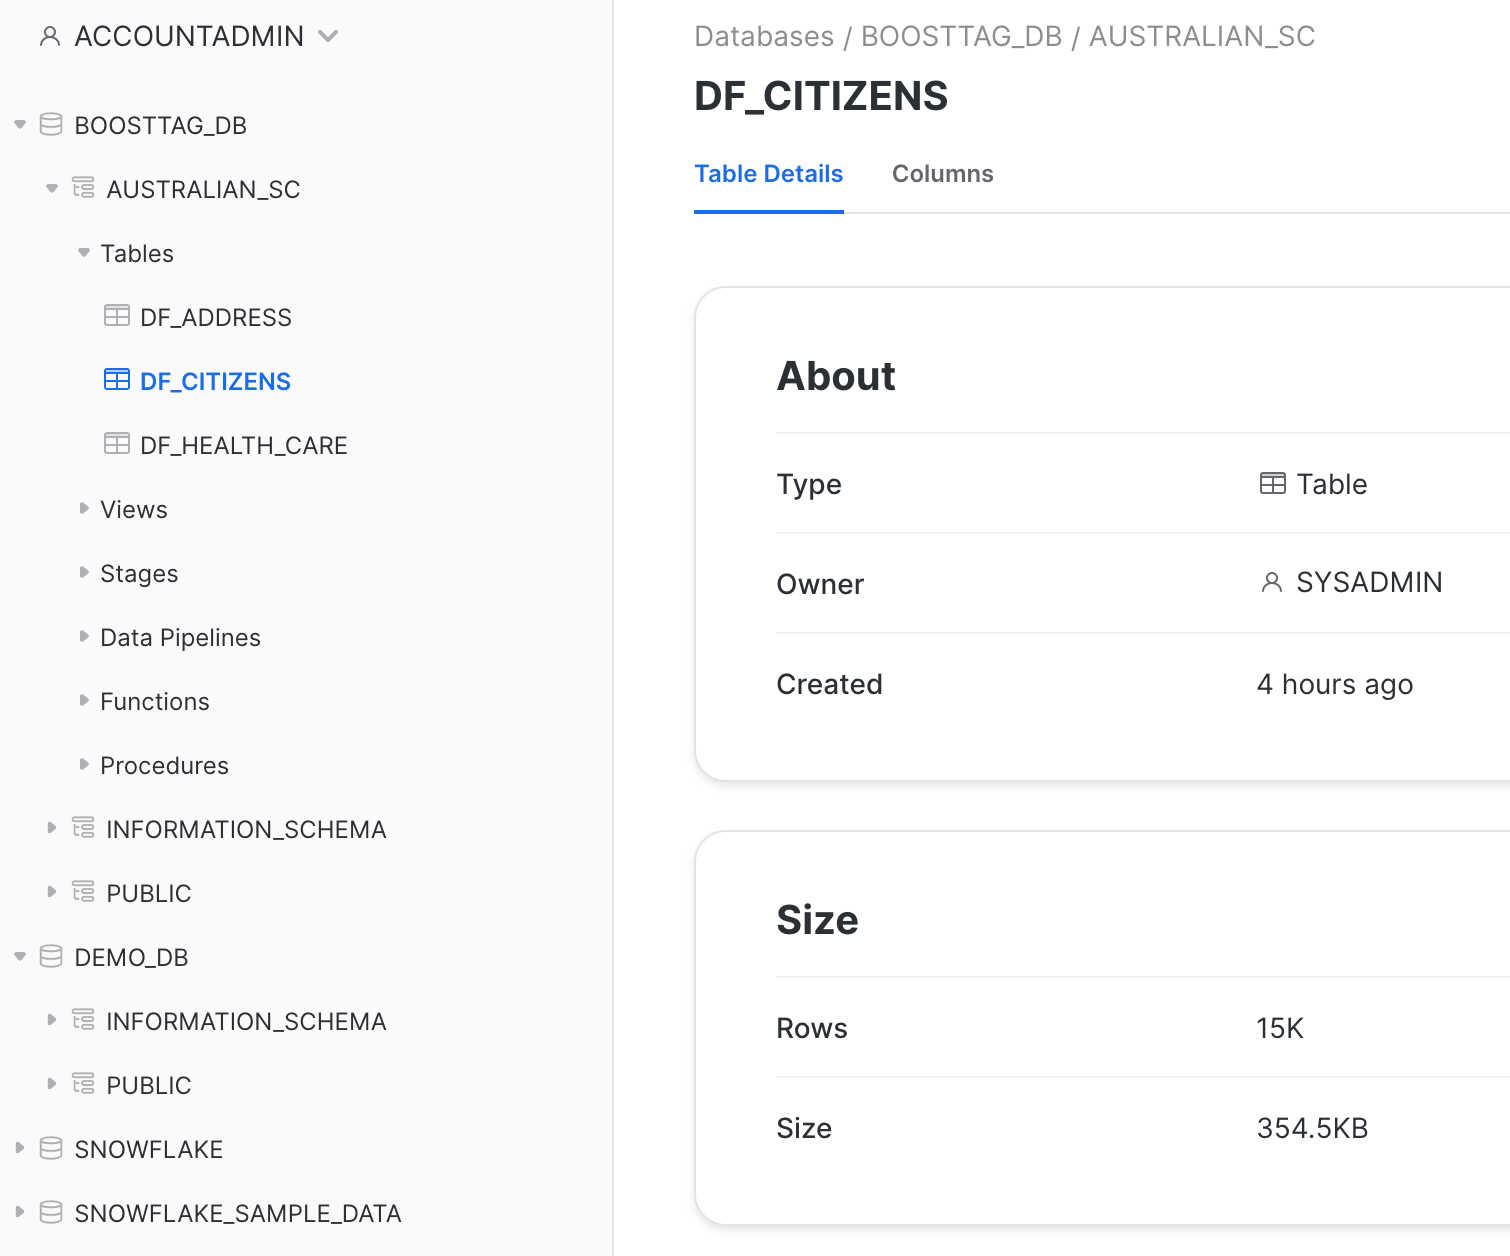 ACCOUNTADMIN
BOOSTTAG_DB
AUSTRALIAN_SC
Tables
DF_ADDRESS
DF_CITIZENS
DF_HEALTH_CARE
Views
Stages
Data Pipelines
Functions
Procedures
INFORMATION_SCHEMA
PUBLIC
DEMO_DB
INFORMATION_SCHEMA
PUBLIC
SNOWFLAKE
SNOWFLAKE_SAMPLE_DATA
Databases / BOOSTTAG_DB / AUSTRALIAN_SC
DF_CITIZENS
Table Details Columns
About
Type Table
Owner SYSADMIN
Created 4 hours ago
Size
Rows 15K
Size 354.5KB